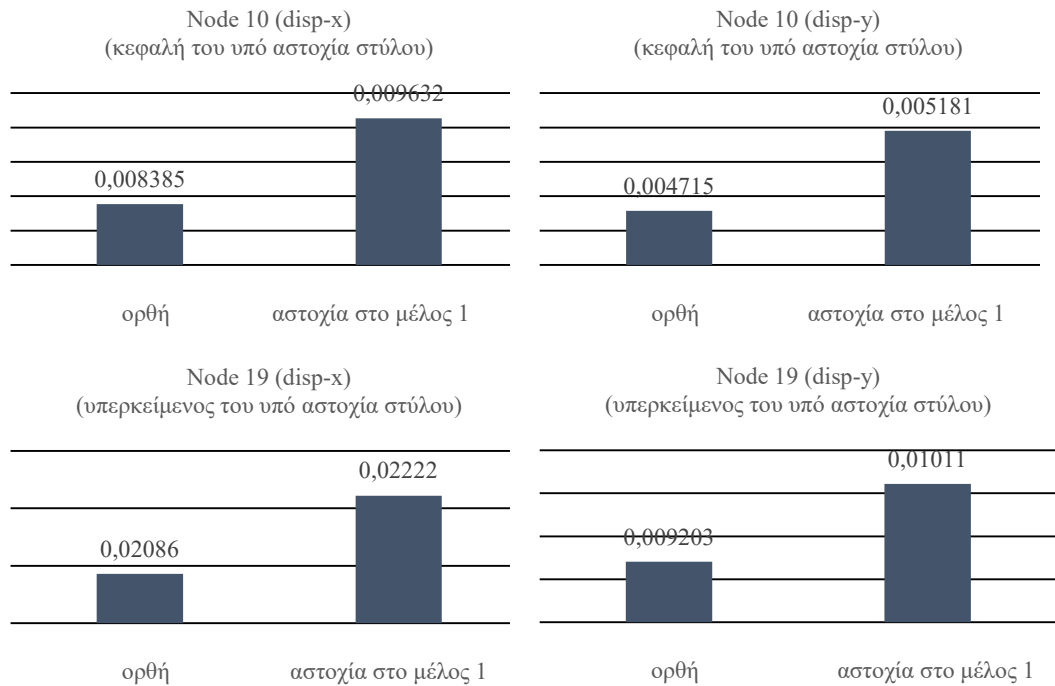 Node 10 (disp-x)
(κεφαλή του υπό αστοχία στύλου)
0,009632
0,008385
ορθή αστοχία στο μέλος 1
Node 10 (disp-y)
(κεφαλή του υπό αστοχία στύλου)
0,005181
0,004715
ορθή αστοχία στο μέλος 1
Node 19 (disp-x)
(υπερκείμενος του υπό αστοχία στύλου)
0,02222
0,02086
ορθή αστοχία στο μέλος 1
Node 19 (disp-y)
(υπερκείμενος του υπό αστοχία στύλου)
0,01011
0,009203
ορθή αστοχία στο μέλος 1